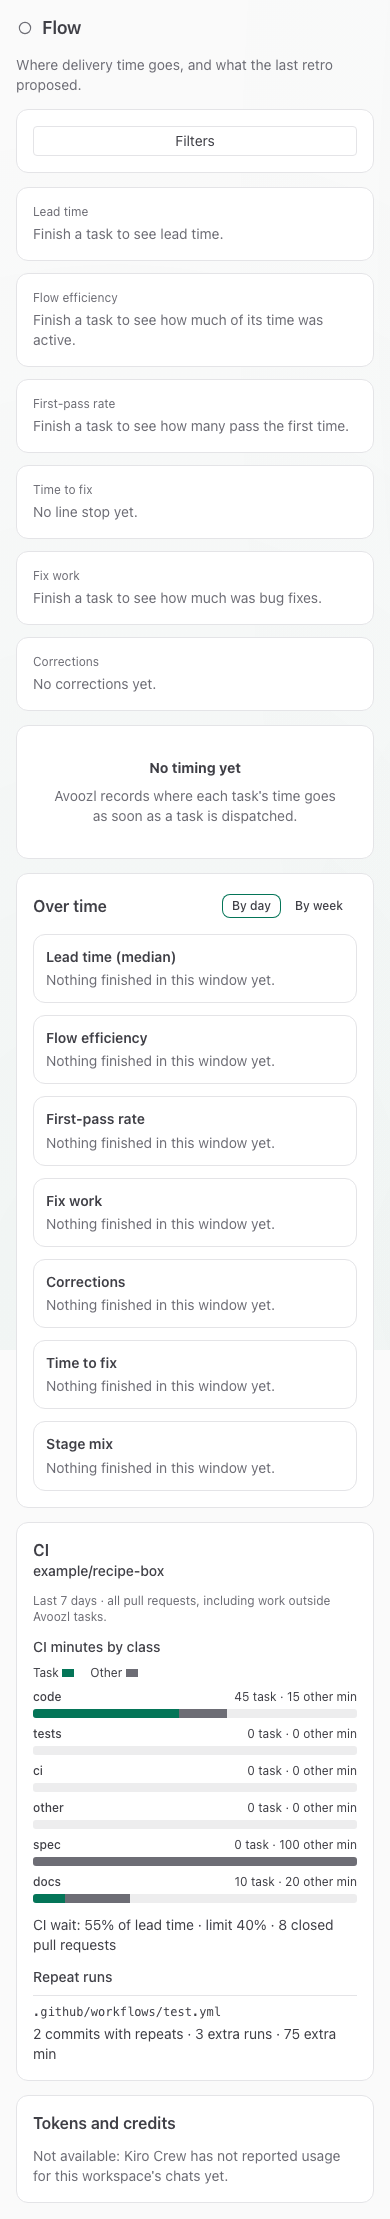 Flow
Where delivery time goes, and what the last retro
proposed.
Filters
Lead time
Finish a task to see lead time.
Flow efficiency
Finish a task to see how much of its time was
active.
First-pass rate
Finish a task to see how many pass the first time.
Time to fix
No line stop yet.
Fix work
Finish a task to see how much was bug fixes.
Corrections
No corrections yet.
No timing yet
Avoozl records where each task's time goes
as soon as a task is dispatched.
Over time
By day
By week
Lead time (median)
Nothing finished in this window yet.
Flow efficiency
Nothing finished in this window yet.
First-pass rate
Nothing finished in this window yet.
Fix work
Nothing finished in this window yet.
Corrections
Nothing finished in this window yet.
Time to fix
Nothing finished in this window yet.
Stage mix
Nothing finished in this window yet.
CI
example/recipe-box
Last 7 days · all pull requests, including work outside
Avoozl tasks.
CI minutes by class
Task Other
code 45 task · 15 other min
tests 0 task · 0 other min
ci 0 task · 0 other min
other 0 task · 0 other min
spec 0 task · 100 other min
docs 10 task · 20 other min
CI wait: 55% of lead time · limit 40% · 8 closed
pull requests
Repeat runs
.github/workflows/test.yml
2 commits with repeats · 3 extra runs · 75 extra
min
Tokens and credits
Not available: Kiro Crew has not reported usage
for this workspace's chats yet.